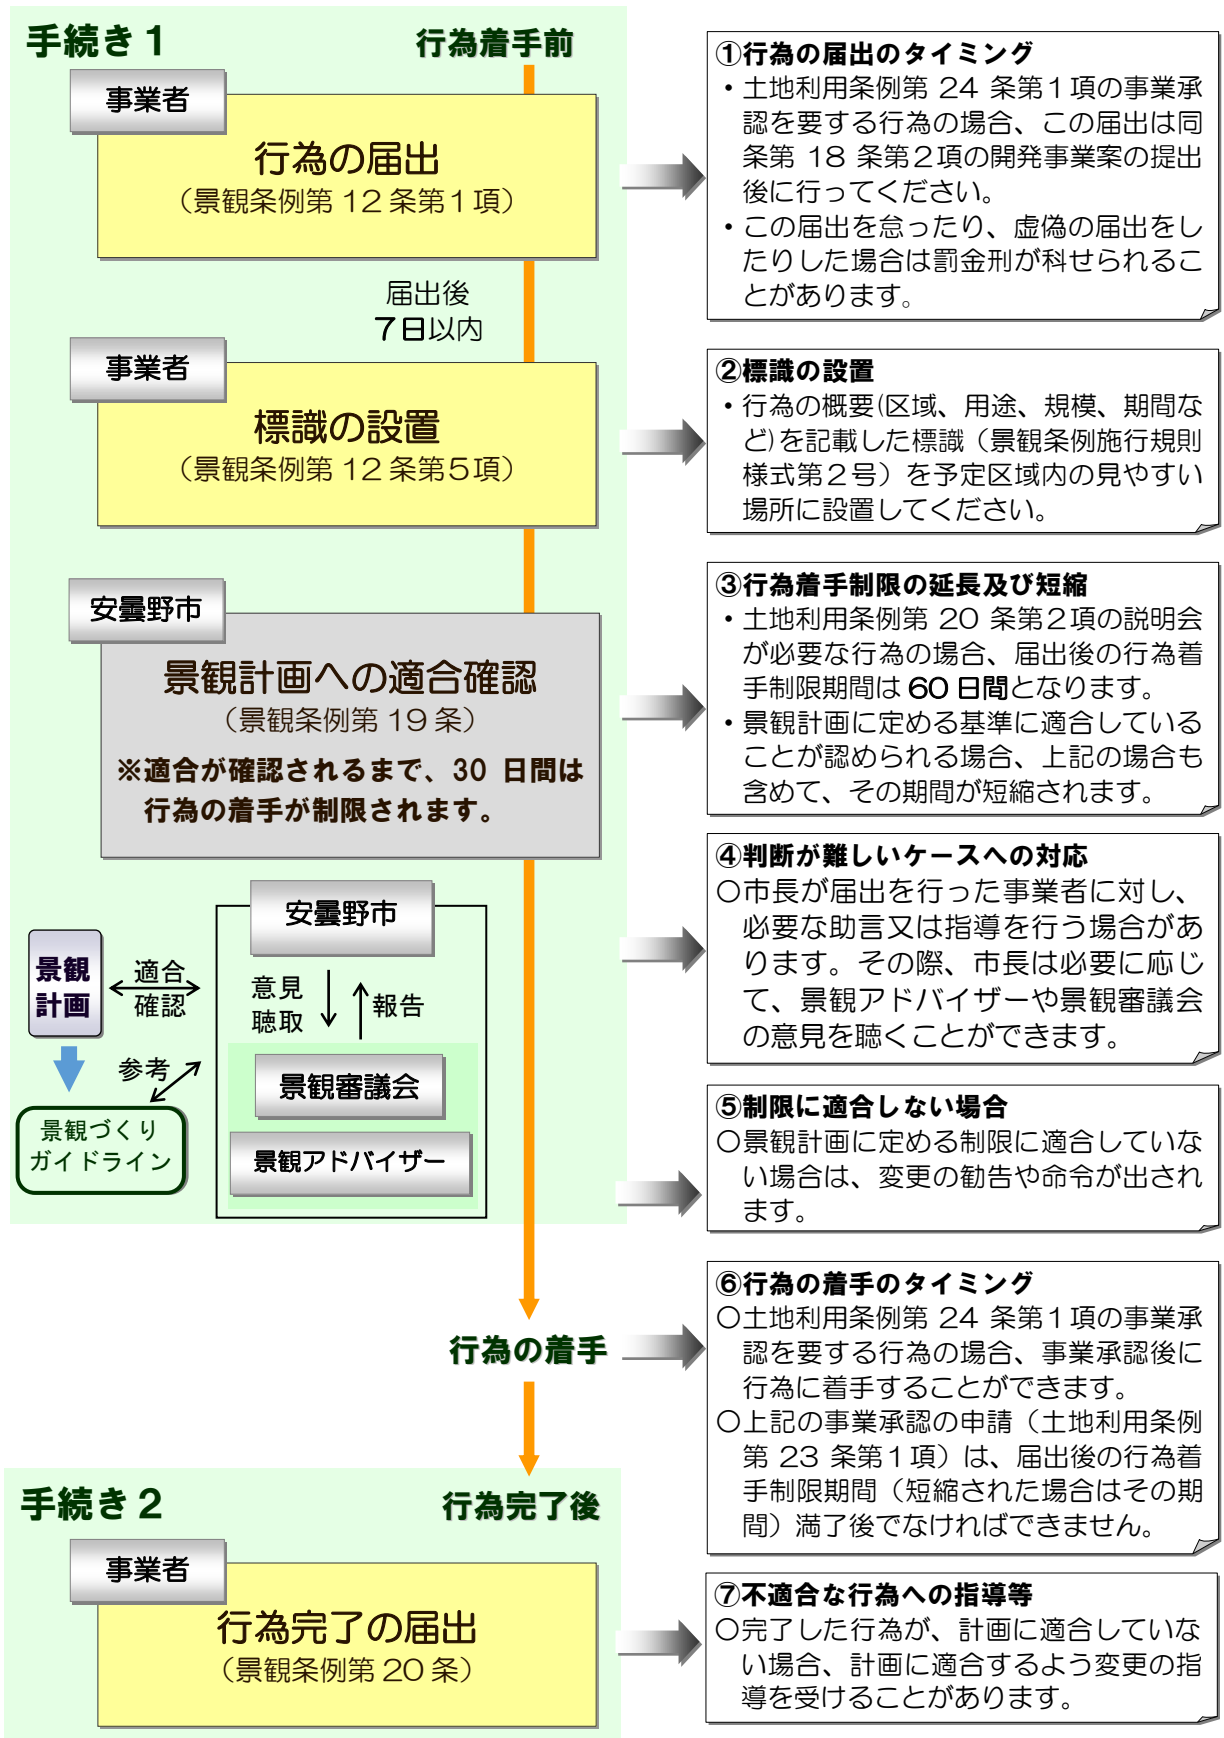 手続き１
行為着手前
事業者
行為の届出
（景観条例第 12 条第１項）
届出後
７日以内
事業者
標識の設置
（景観条例第 12 条第５項）
安曇野市
景観計画への適合確認
（景観条例第 19 条）
※適合が確認されるまで、30 日間は
行為の着手が制限されます。
安曇野市
景観
計画
適合
確認
意見
聴取
報告
参考
景観審議会
景観アドバイザー
景観づくり
ガイドライン
行為の着手
手続き２
行為完了後
事業者
行為完了の届出
（景観条例第 20 条）
①行為の届出のタイミング
・土地利用条例第 24 条第１項の事業承
認を要する行為の場合、この届出は同
条第 18 条第２項の開発事業案の提出
後に行ってください。
・この届出を怠ったり、虚偽の届出をし
たりした場合は罰金刑が科せられるこ
とがあります。
②標識の設置
・行為の概要(区域、用途、規模、期間な
ど)を記載した標識（景観条例施行規則
様式第２号）を予定区域内の見やすい
場所に設置してください。
③行為着手制限の延長及び短縮
・土地利用条例第 20 条第２項の説明会
が必要な行為の場合、届出後の行為着
手制限期間は 60 日間となります。
・景観計画に定める基準に適合している
ことが認められる場合、上記の場合も
含めて、その期間が短縮されます。
④判断が難しいケースへの対応
○市長が届出を行った事業者に対し、
必要な助言又は指導を行う場合があ
ります。その際、市長は必要に応じ
て、景観アドバイザーや景観審議会
の意見を聴くことができます。
⑤制限に適合しない場合
○景観計画に定める制限に適合していな
い場合は、変更の勧告や命令が出され
ます。
⑥行為の着手のタイミング
○土地利用条例第 24 条第１項の事業承
認を要する行為の場合、事業承認後に
行為に着手することができます。
○上記の事業承認の申請（土地利用条例
第 23 条第１項）は、届出後の行為着
手制限期間（短縮された場合はその期
間）満了後でなければできません。
⑦不適合な行為への指導等
○完了した行為が、計画に適合していな
い場合、計画に適合するよう変更の指
導を受けることがあります。